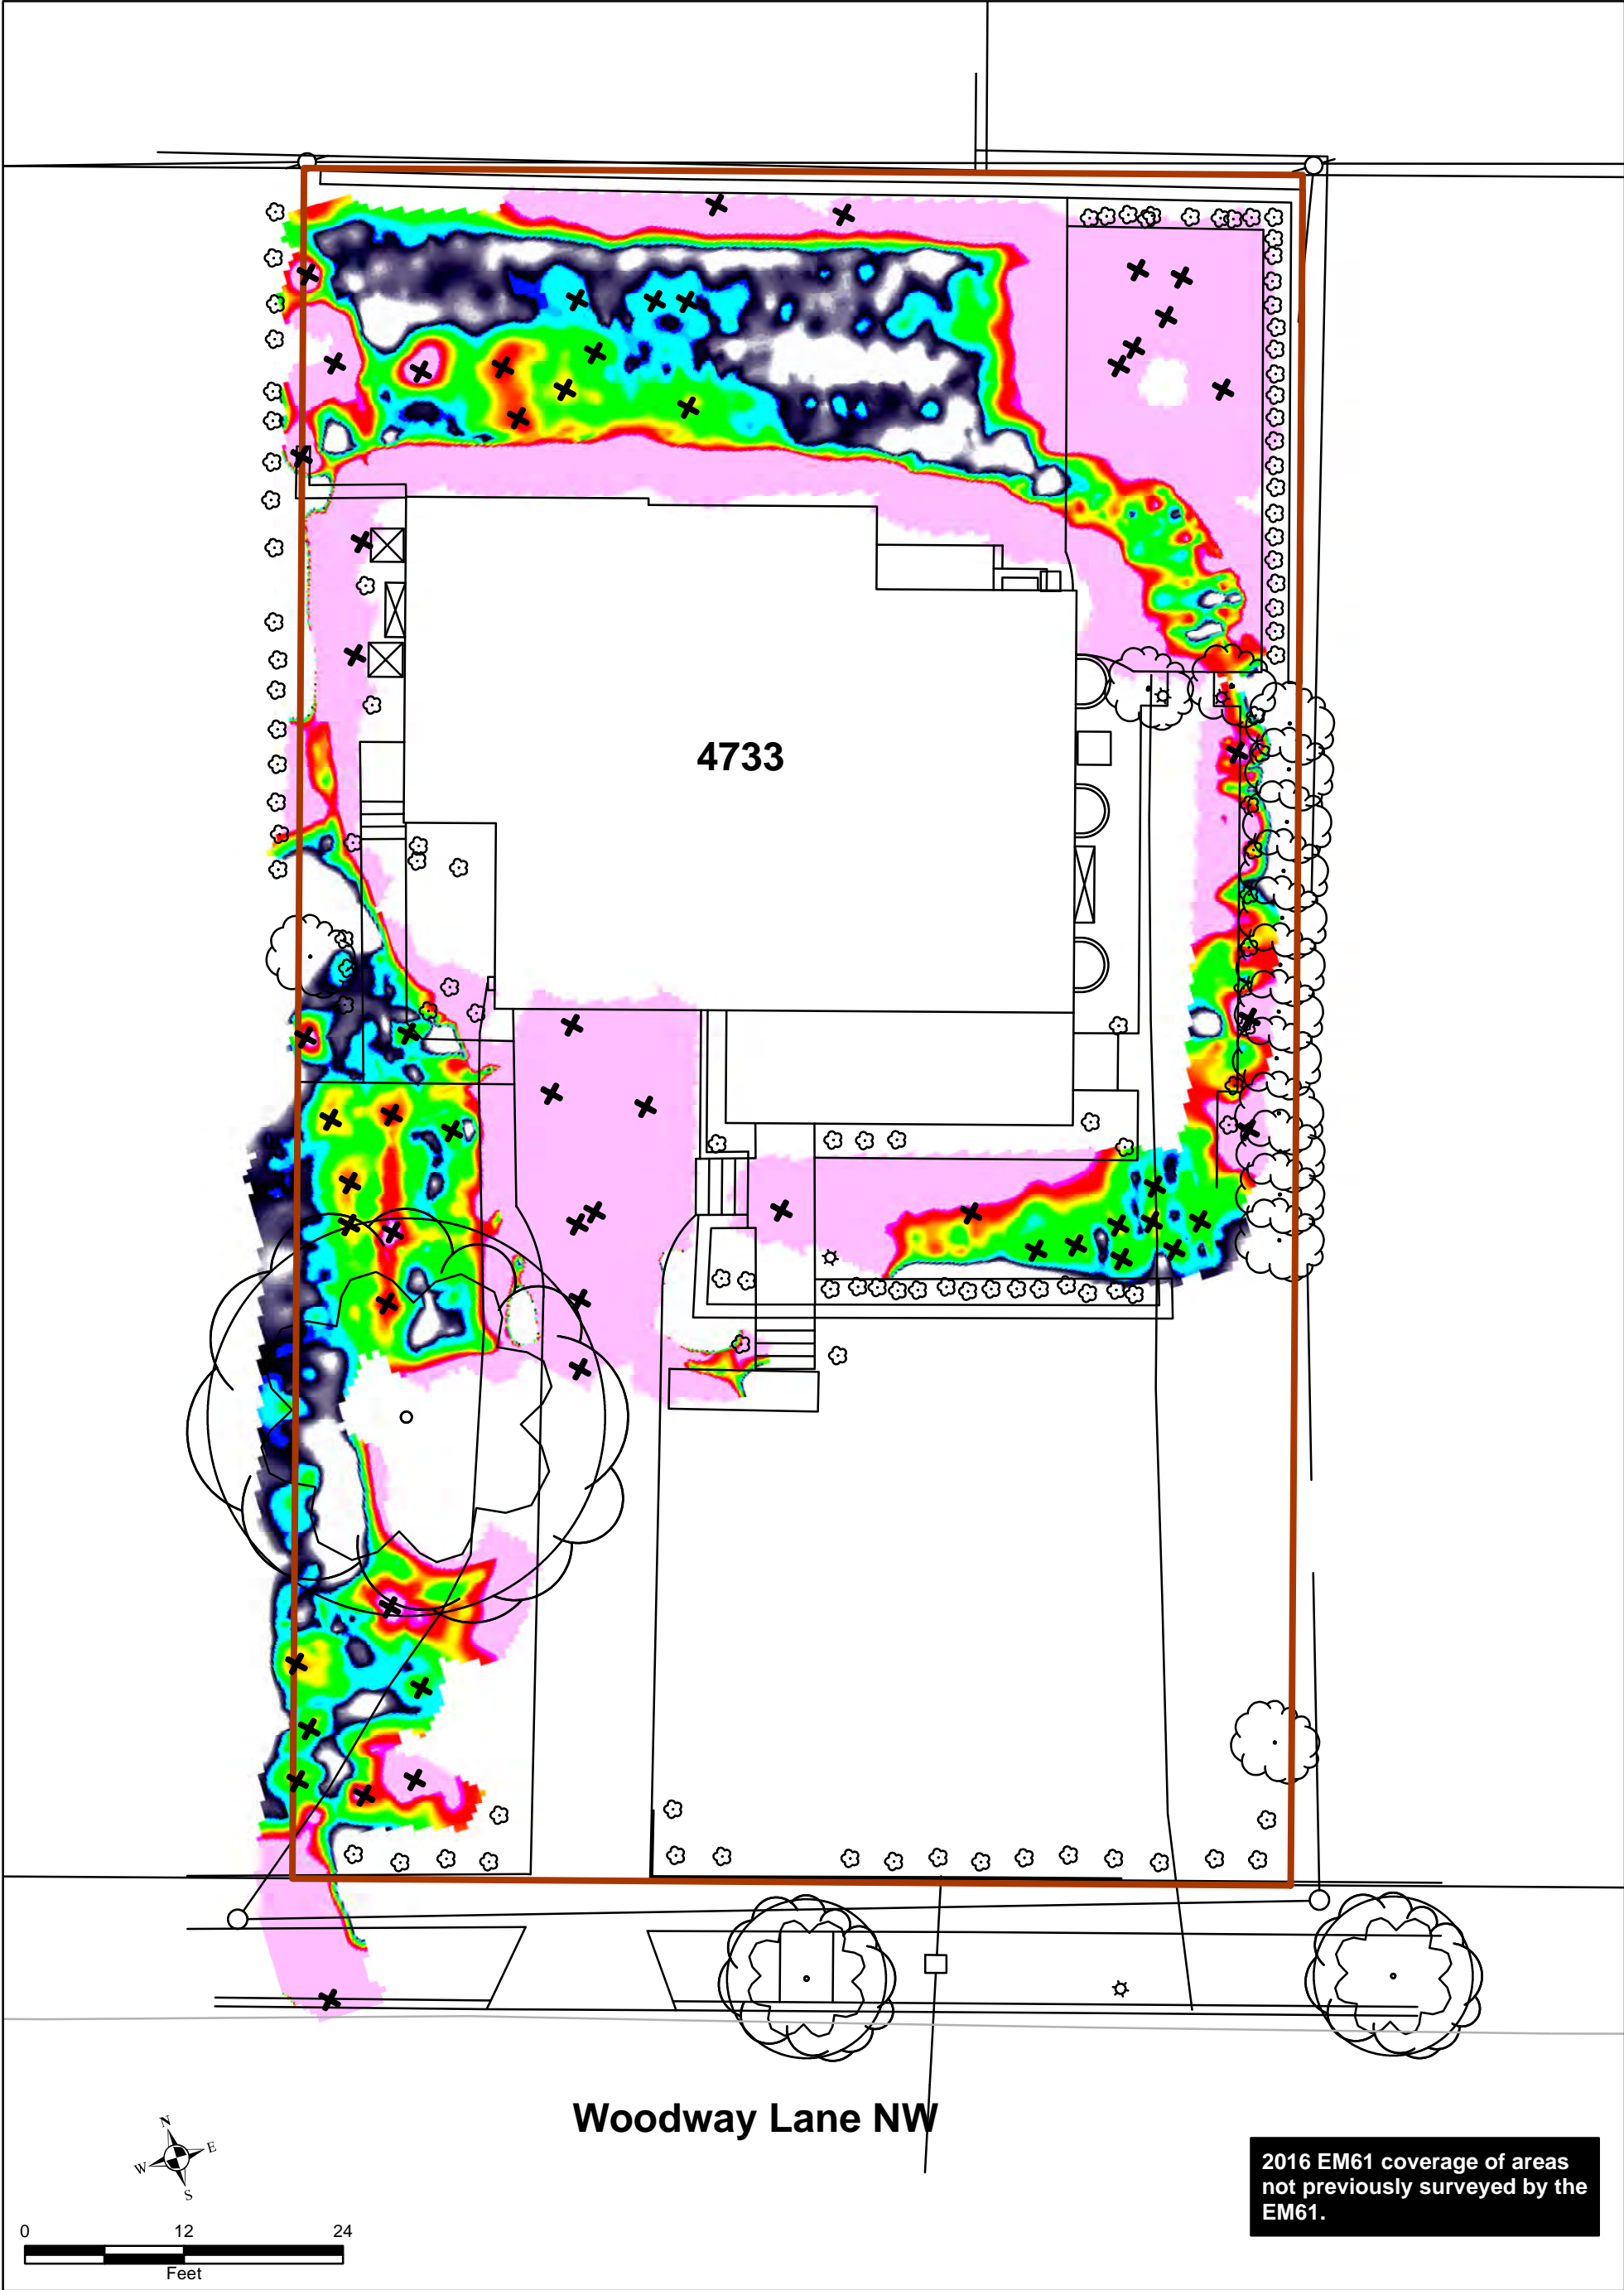 4733
Woodway Lane NW
N
E
W
S
2016 EM61 coverage of areas
not previously surveyed by the
EM61.
0 12 24
Feet